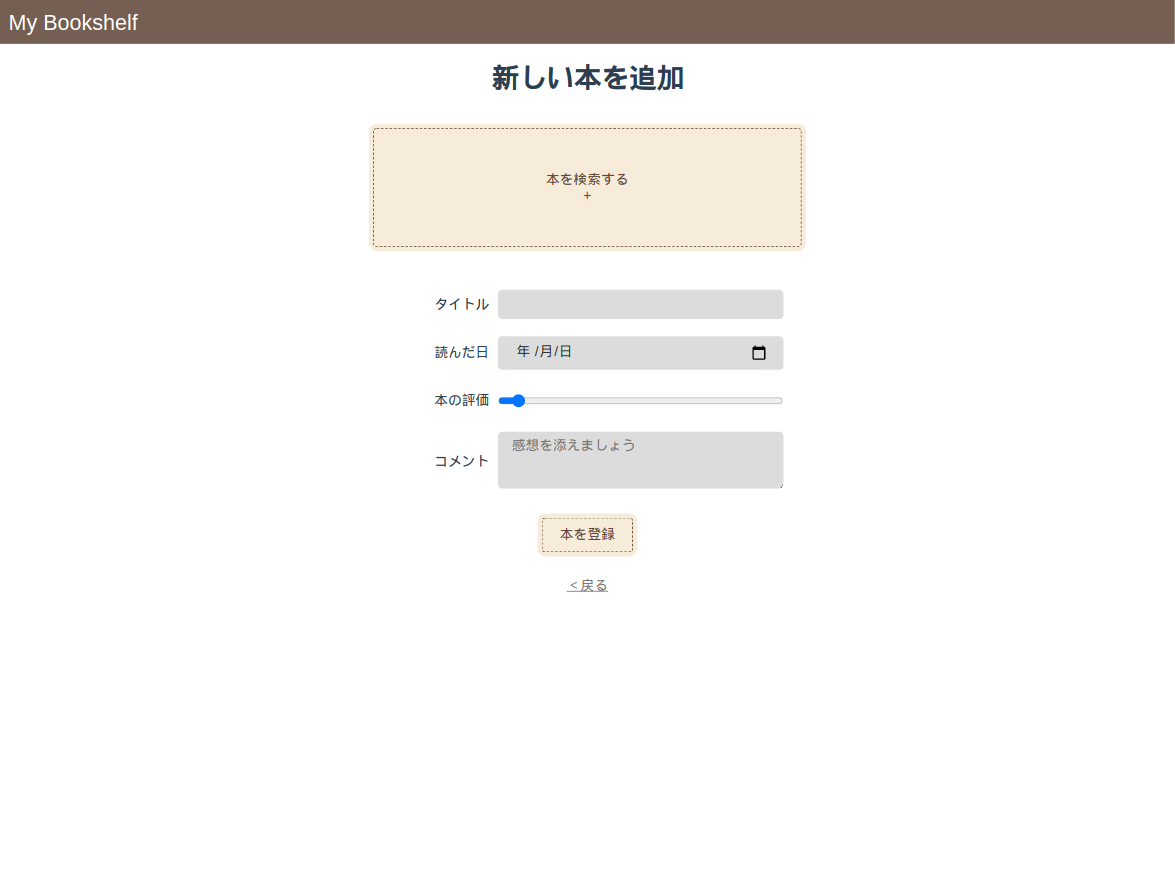 My Bookshelf
新しい本を追加
本を検索する
+
タイトル
読んだ日 年 /月/日
本の評価
コメント 感想を添えましょう
本を登録
< 戻る